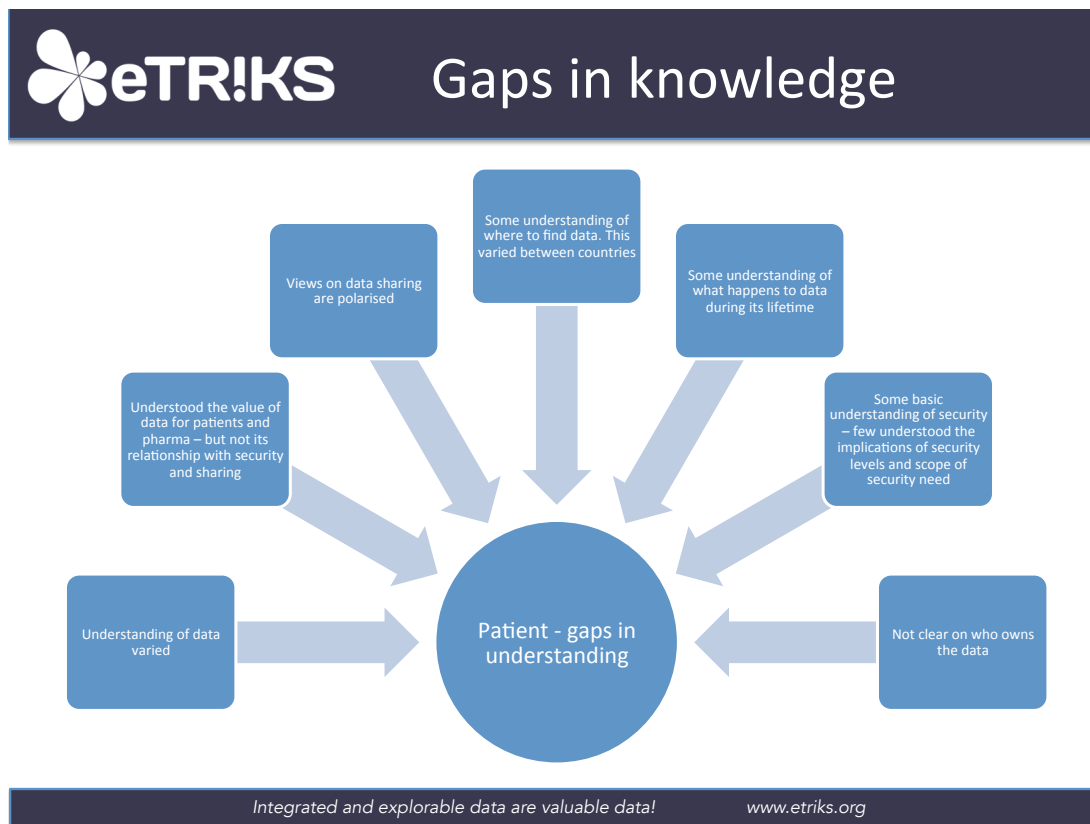 eTR!KS
Gaps in knowledge
Some understanding of
where to find data. This
varied between countries
Views on data sharing
are polarised
Some understanding of
what happens to data
during its lifetime
Understood the value of
data for patients and
pharma – but not its
relationship with security
and sharing
Some basic
understanding of security
– few understood the
implications of security
levels and scope of
security need
Understanding of data
varied
Patient - gaps in
understanding
Not clear on who owns
the data
Integrated and explorable data are valuable data!
www.etriks.org